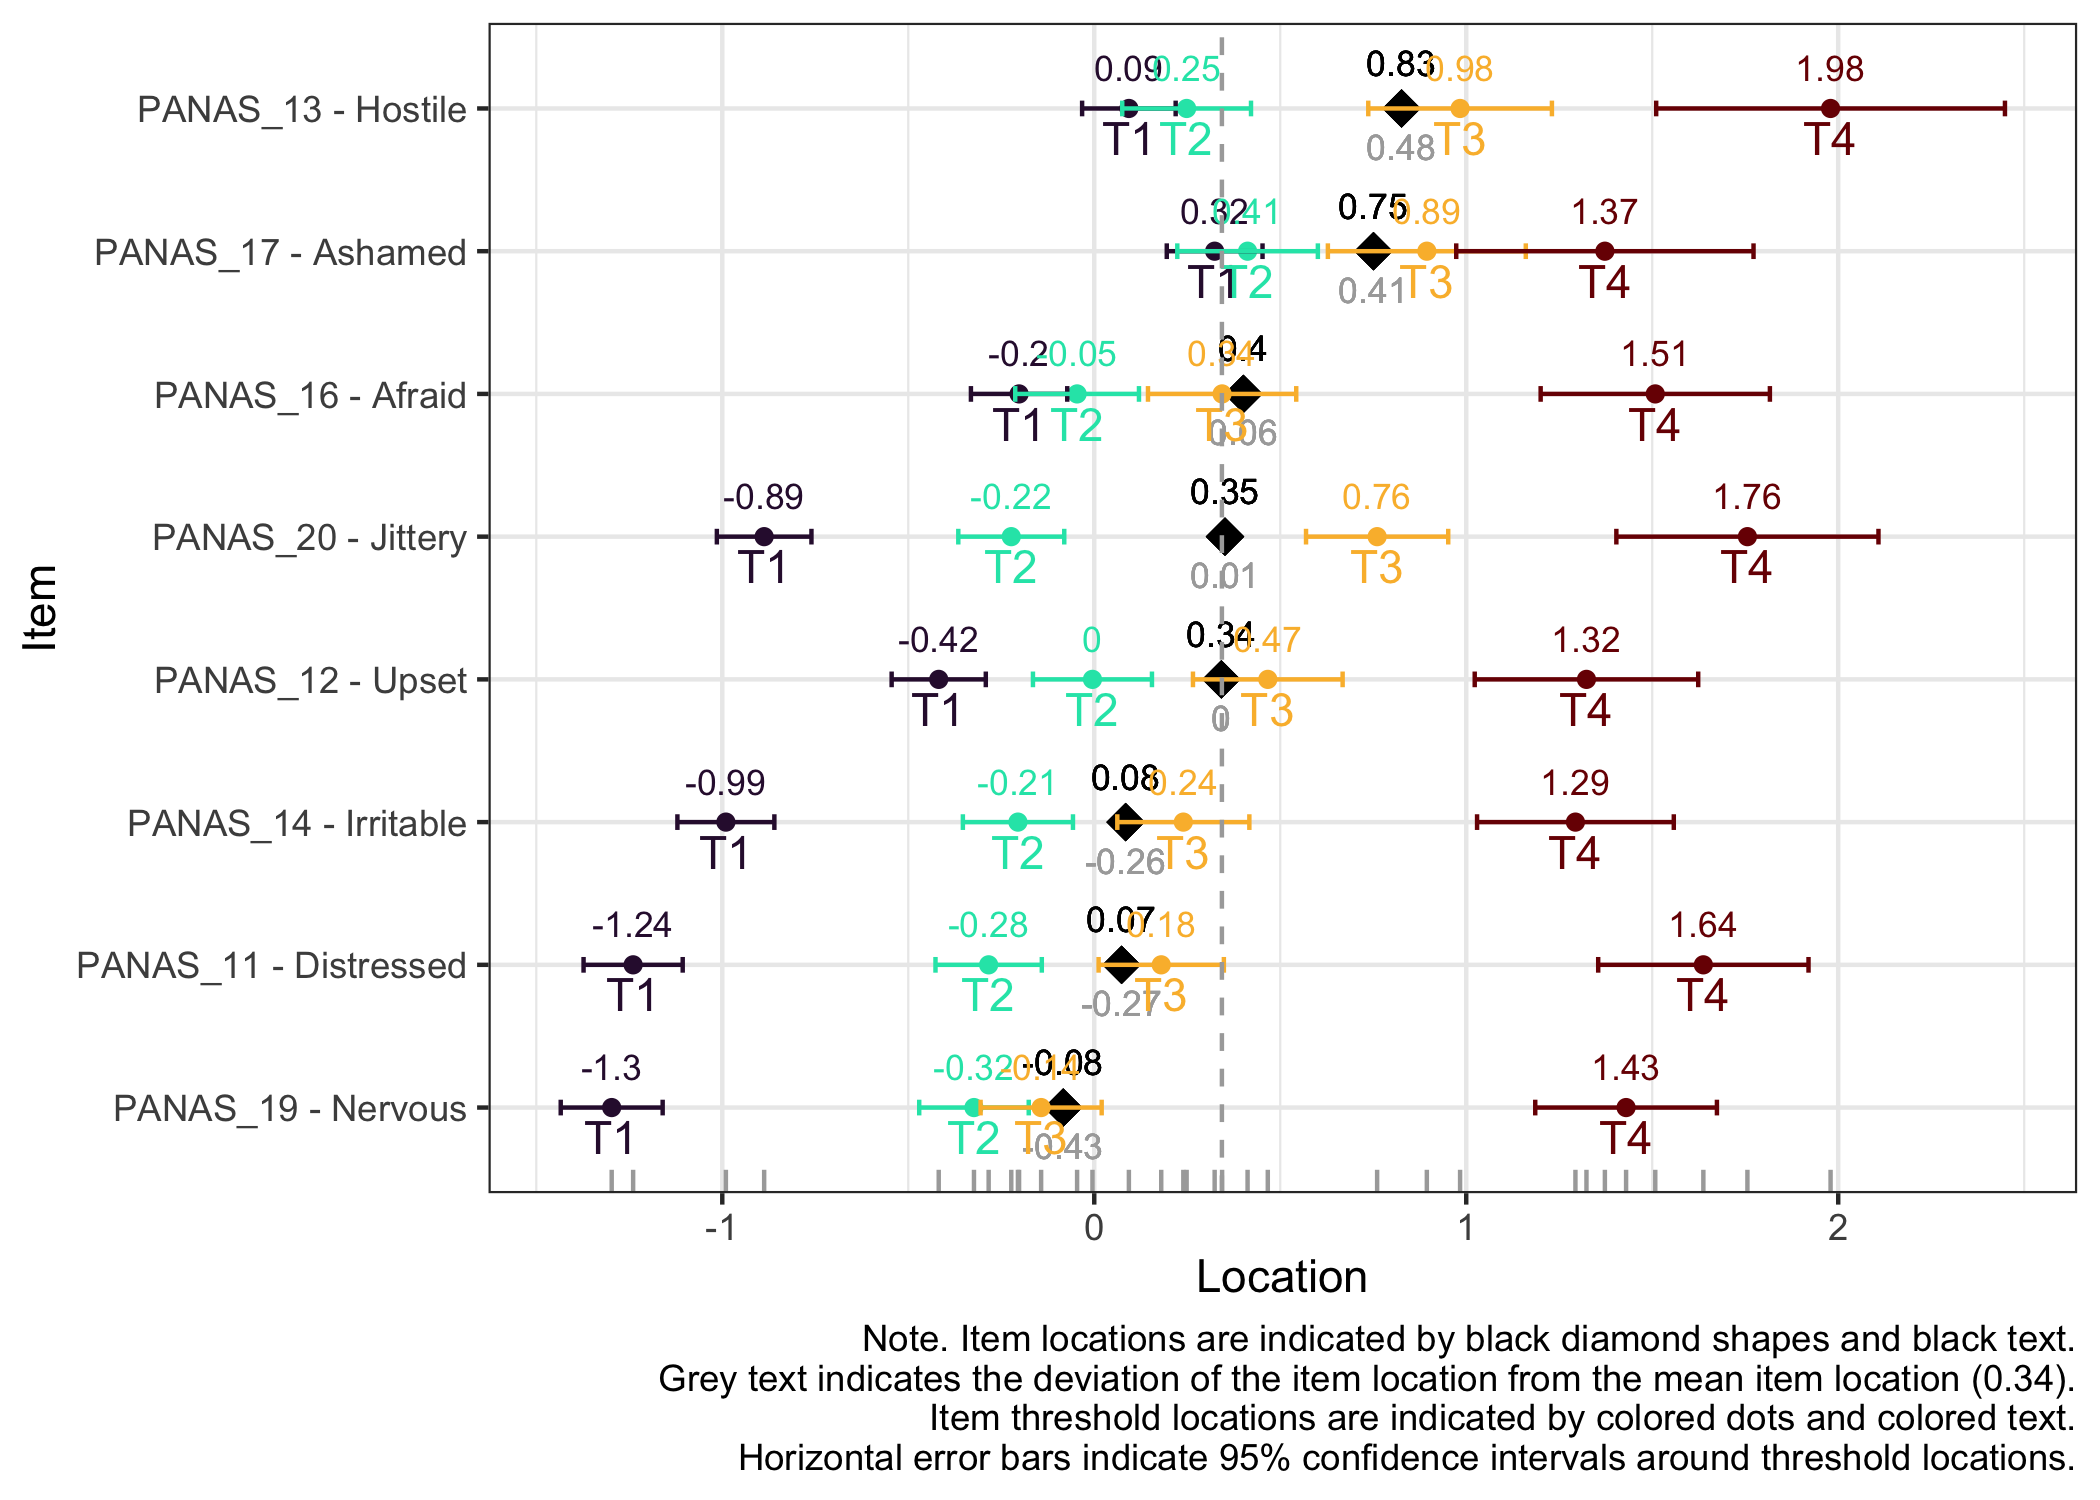 0.09 0.25 0.83 0.98 1.98
PANAS_13 - Hostile
T1 T2 0.48 T3 T4
0.32 0.41 0.75 0.89 1.37
PANAS_17 - Ashamed
T1 T2 0.41 T3 T4
-0.2 -0.05 0.34 0.4 1.51
PANAS_16 - Afraid
T1 T2 T3 0.06 T4
-0.89 -0.22 0.35 0.76 1.76
PANAS_20 - Jittery
T1 T2 0.01 T3 T4
-0.42 0 0.34 0.47 1.32
PANAS_12 - Upset
T1 T2 0 T3 T4
-0.99 -0.21 0.08 0.24 1.29
PANAS_14 - Irritable
T1 T2 -0.26 T3 T4
-1.24 -0.28 0.07 0.18 1.64
PANAS_11 - Distressed
T1 T2 -0.27 T3 T4
-1.3 -0.32 -0.14 -0.08 1.43
PANAS_19 - Nervous
T1 T2 T3 -0.43 T4
Item
-1 0 1 2
Location
Note. Item locations are indicated by black diamond shapes and black text.
Grey text indicates the deviation of the item location from the mean item location (0.34).
Item threshold locations are indicated by colored dots and colored text.
Horizontal error bars indicate 95% confidence intervals around threshold locations.